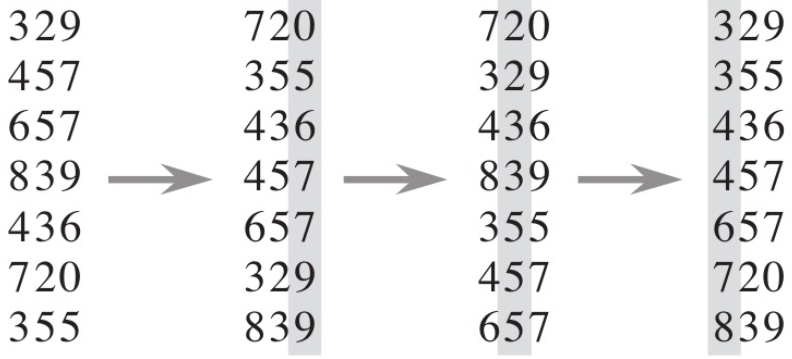 329 720 720 329
457 355 329 355
657 436 436 436
839 457 839 457
436 657 355 657
720 329 457 720
355 839 657 839